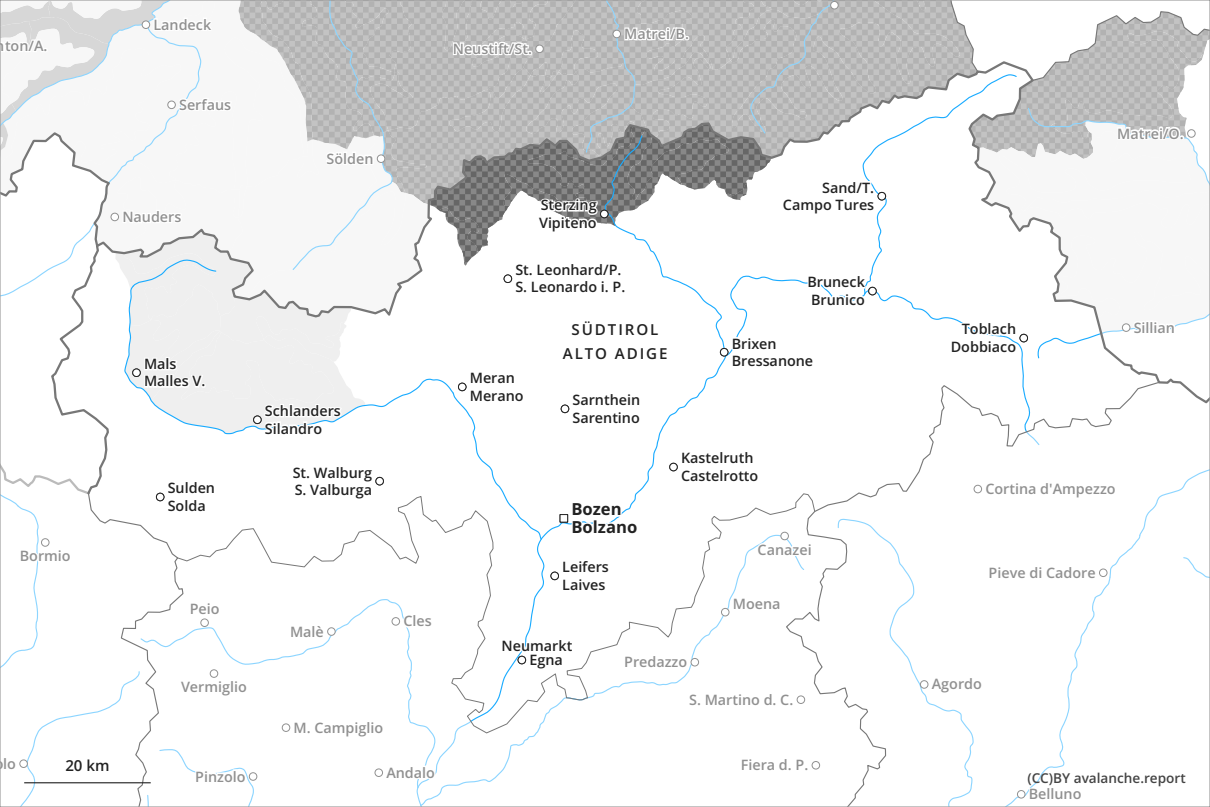 Landeck
nton/A.
Neustift/St.
Matrei/B.
Serfaus
Matrei/O.
Sölden
Sand/T.
Campo Tures
Nauders
Sterzing
Vipiteno
St. Leonhard/P.
S. Leonardo i. P.
Bruneck
Brunico
SÜDTIROL
ALTO ADIGE
Toblach
Dobbiaco
Sillian
Brixen
Bressanone
Mals
Malles V.
Meran
Merano
Sarnthein
Sarentino
Schlanders
Silandro
Kastelruth
Castelrotto
St. Walburg
S. Valburga
Sulden
Solda
Cortina d'Ampezzo
Bozen
Bolzano
Bormio
Canazei
Leifers
Laives
Pieve di Cadore
Peio
Moena
Malè
Cles
Neumarkt
Egna
Predazzo
Vermiglio
Agordo
S. Martino d. C.
M. Campiglio
olo
20 km
Pinzolo
Andalo
Fiera d. P.
(CC)BY avalanche.report
Belluno